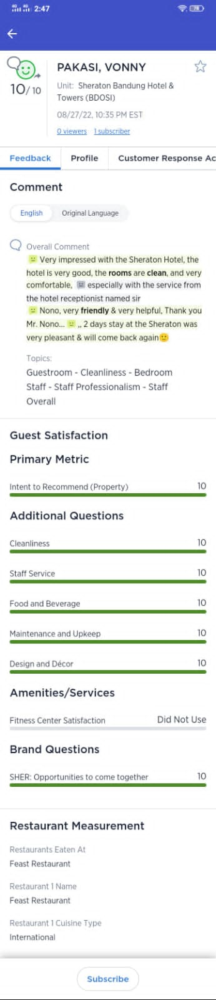 4G 4G 2:47 78
PAKASI, VONNY
10/10
Unit: Sheraton Bandung Hotel &
Towers (BDOSI)
08/27/22, 10:35 PM EST
0 viewers 1 subscriber
Feedback Profile Customer Response Ac
Comment
English Original Language
Overall Comment
Very impressed with the Sheraton Hotel, the
hotel is very good, the rooms are clean, and very
comfortable, especially with the service from
the hotel receptionist named sir
Nono, very friendly & very helpful, Thank you
Mr. Nono... ,, 2 days stay at the Sheraton was
very pleasant & will come back again🙂
Topics:
Guestroom - Cleanliness - Bedroom
Staff - Staff Professionalism - Staff
Overall
Guest Satisfaction
Primary Metric
Intent to Recommend (Property) 10
Additional Questions
Cleanliness 10
Staff Service 10
Food and Beverage 10
Maintenance and Upkeep 10
Design and Décor 10
Amenities/Services
Fitness Center Satisfaction Did Not Use
Brand Questions
SHER: Opportunities to come together 10
Restaurant Measurement
Restaurants Eaten At
Feast Restaurant
Restaurant 1 Name
Feast Restaurant
Restaurant 1 Cuisine Type
International
Subscribe